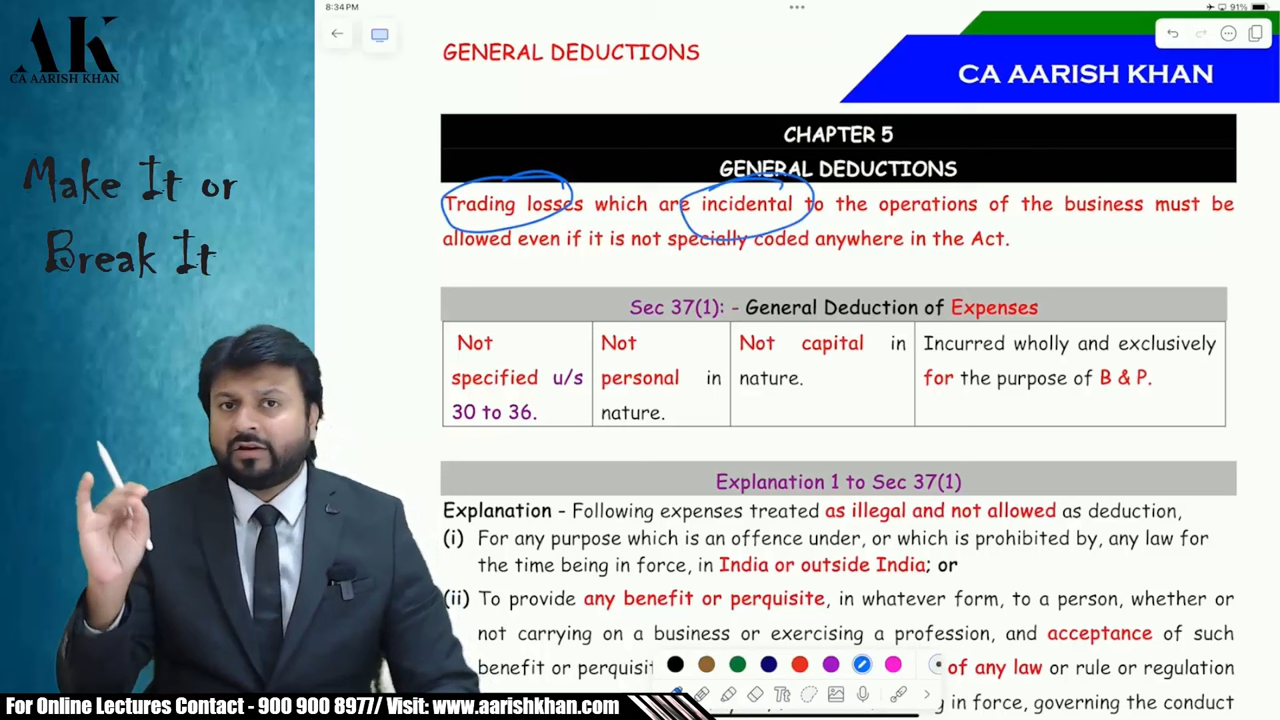 8:34 PM
91%
AK
CA AARISH KHAN
Make It or
Break It
GENERAL DEDUCTIONS
CA AARISH KHAN
CHAPTER 5
GENERAL DEDUCTIONS
Trading losses which are incidental to the operations of the business must be
allowed even if it is not specially coded anywhere in the Act.
Sec 37(1): - General Deduction of Expenses
Not specified u/s 30 to 36.
Not personal in nature.
Not capital in nature.
Incurred wholly and exclusively for the purpose of B & P.
Explanation 1 to Sec 37(1)
Explanation - Following expenses treated as illegal and not allowed as deduction,
(i) For any purpose which is an offence under, or which is prohibited by, any law for
the time being in force, in India or outside India; or
(ii) To provide any benefit or perquisite, in whatever form, to a person, whether or
not carrying on a business or exercising a profession, and acceptance of such
benefit or of any law or rule or regulation
in force, governing the conduct
For Online Lectures Contact - 900 900 8977/ Visit: www.aarishkhan.com